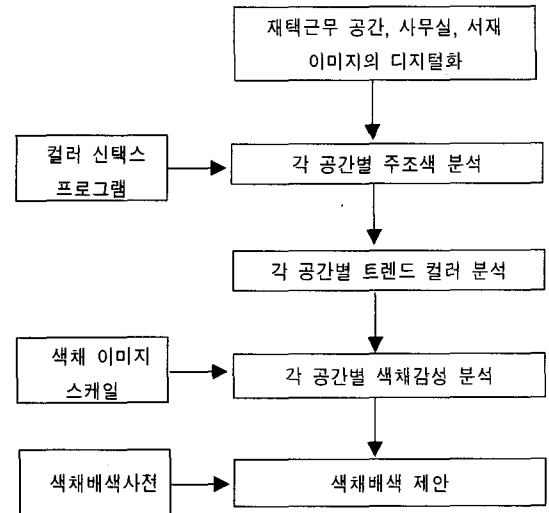 재택근무 공간, 사무실, 서재
이미지의 디지털화
컬러 신택스
프로그램
각 공간별 주조색 분석
각 공간별 트렌드 컬러 분석
색채 이미지
스케일
각 공간별 색채감성 분석
색채배색사전
색채배색 제안